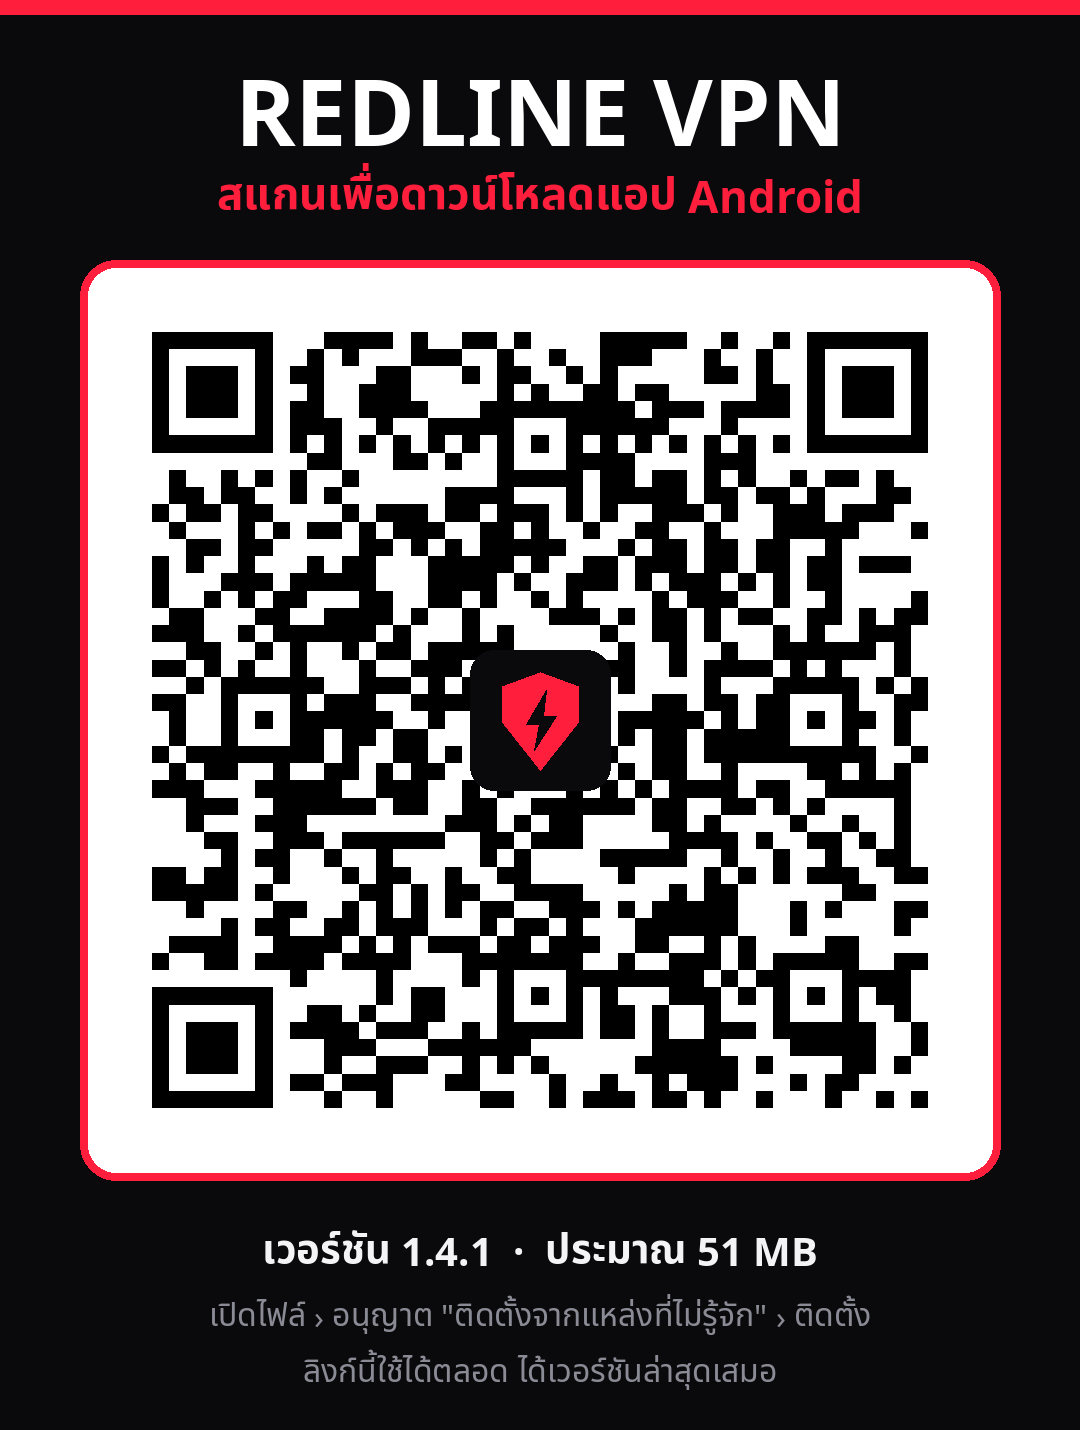 REDLINE VPN
สแกนเพื่อดาวน์โหลดแอป Android
เวอร์ชัน 1.4.1 · ประมาณ 51 MB
เปิดไฟล์ › อนุญาต "ติดตั้งจากแหล่งที่ไม่รู้จัก" › ติดตั้ง
ลิงก์นี้ใช้ได้ตลอด ได้เวอร์ชันล่าสุดเสมอ